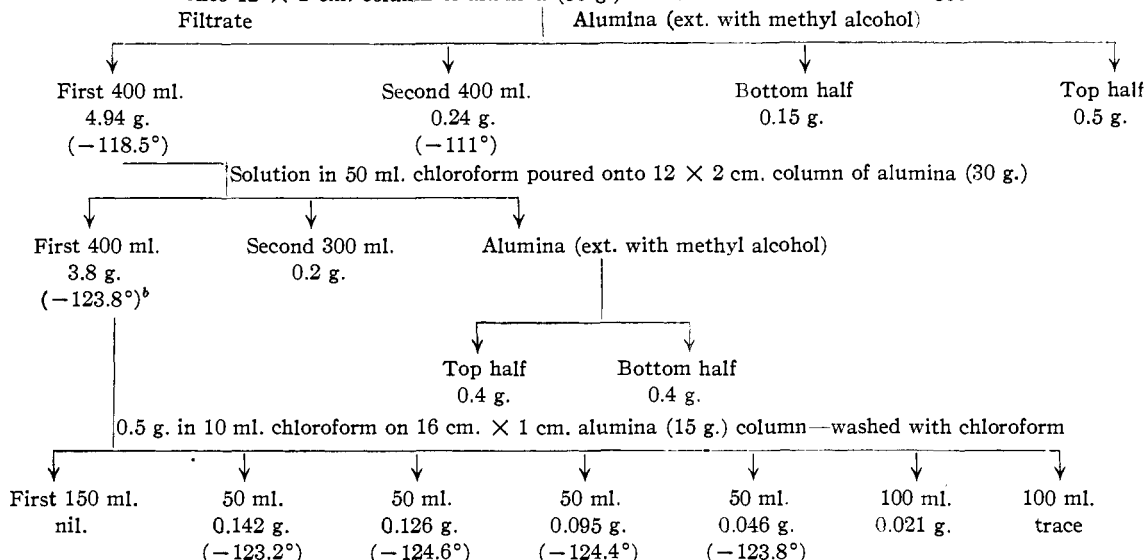 Filtrate Alumina (ext. with methyl alcohol)
First 400 ml. Second 400 ml. Bottom half Top half
4.94 g. 0.24 g. 0.15 g. 0.5 g.
(−118.5°) (−111°)
Solution in 50 ml. chloroform poured onto 12 × 2 cm. column of alumina (30 g.)
First 400 ml. Second 300 ml. Alumina (ext. with methyl alcohol)
3.8 g. 0.2 g.
(−123.8°)ᵇ
Top half Bottom half
0.4 g. 0.4 g.
0.5 g. in 10 ml. chloroform on 16 cm. × 1 cm. alumina (15 g.) column—washed with chloroform
First 150 ml. 50 ml. 50 ml. 50 ml. 50 ml. 100 ml. 100 ml.
nil. 0.142 g. 0.126 g. 0.095 g. 0.046 g. 0.021 g. trace
(−123.2°) (−124.6°) (−124.4°) (−123.8°)